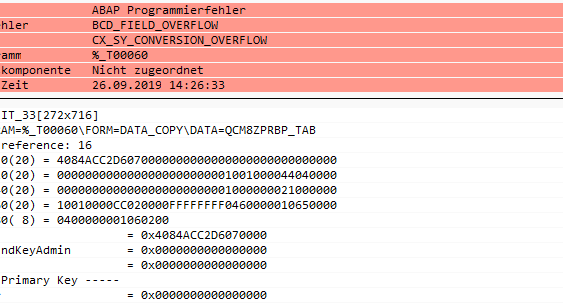 ABAP Programmierfehler
ehler BCD_FIELD_OVERFLOW
CX_SY_CONVERSION_OVERFLOW
amm %_T00060
komponente Nicht zugeordnet
Zeit 26.09.2019 14:26:33
IT_33[272x716]
AM=%_T00060\FORM=DATA_COPY\DATA=QCM8ZPRBP_TAB
reference: 16
0(20) = 4084ACC2D6070000000000000000000000000000
0(20) = 0000000000000000000000001001000044040000
0(20) = 0000000000000000000000000100000021000000
0(20) = 10010000CC020000FFFFFFFF0460000010650000
0( 8) = 0400000001060200
= 0x4084ACC2D6070000
ndKeyAdmin = 0x0000000000000000
= 0x0000000000000000
Primary Key -----
= 0x0000000000000000